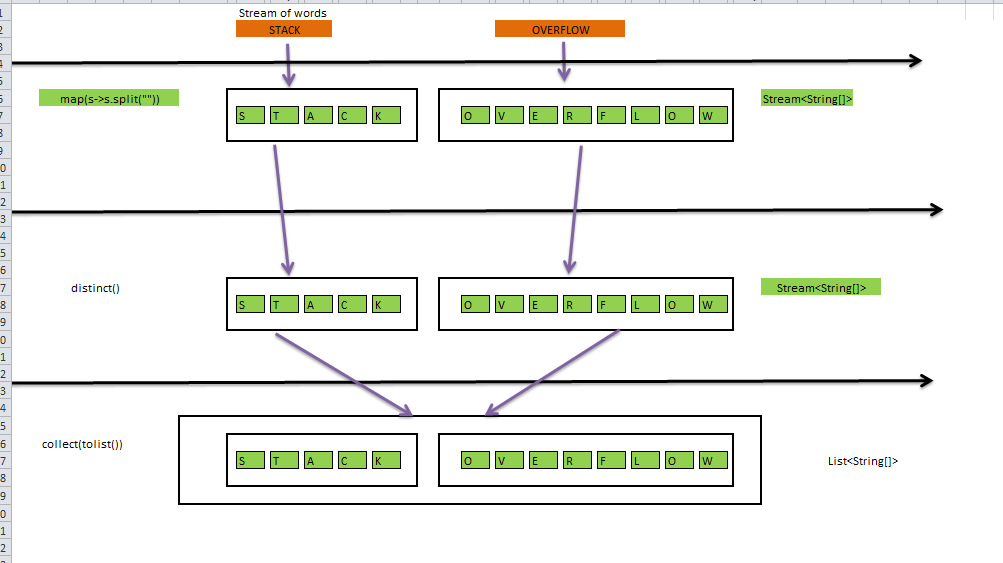 Stream of words
STACK OVERFLOW
map(s->s.split("")) Stream<String[]>
S T A C K O V E R F L O W
distinct() Stream<String[]>
S T A C K O V E R F L O W
collect(tolist())
S T A C K O V E R F L O W List<String[]>